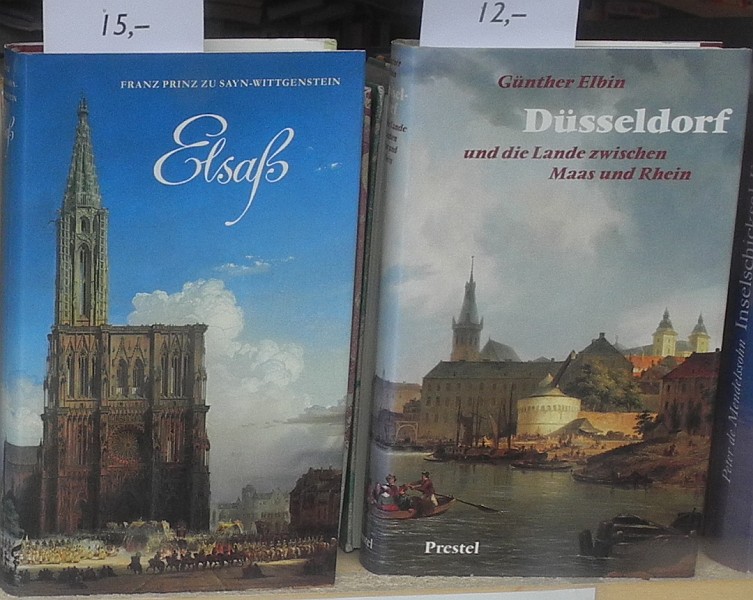 15,–
12,–
FRANZ PRINZ ZU SAYN-WITTGENSTEIN
Elsaß
Günther Elbin
Düsseldorf
und die Lande zwischen
Maas und Rhein
Prestel
Peter de Mendelssohn